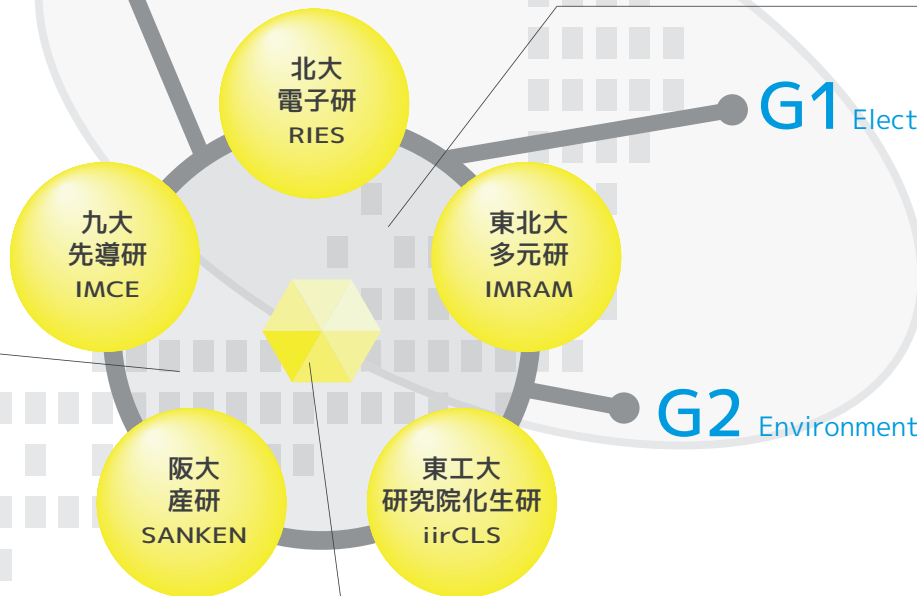 北大
電子研
RIES
G1 Elect
九大
先導研
IMCE
東北大
多元研
IMRAM
G2 Environment
阪大
産研
SANKEN
東工大
研究院化生研
iirCLS